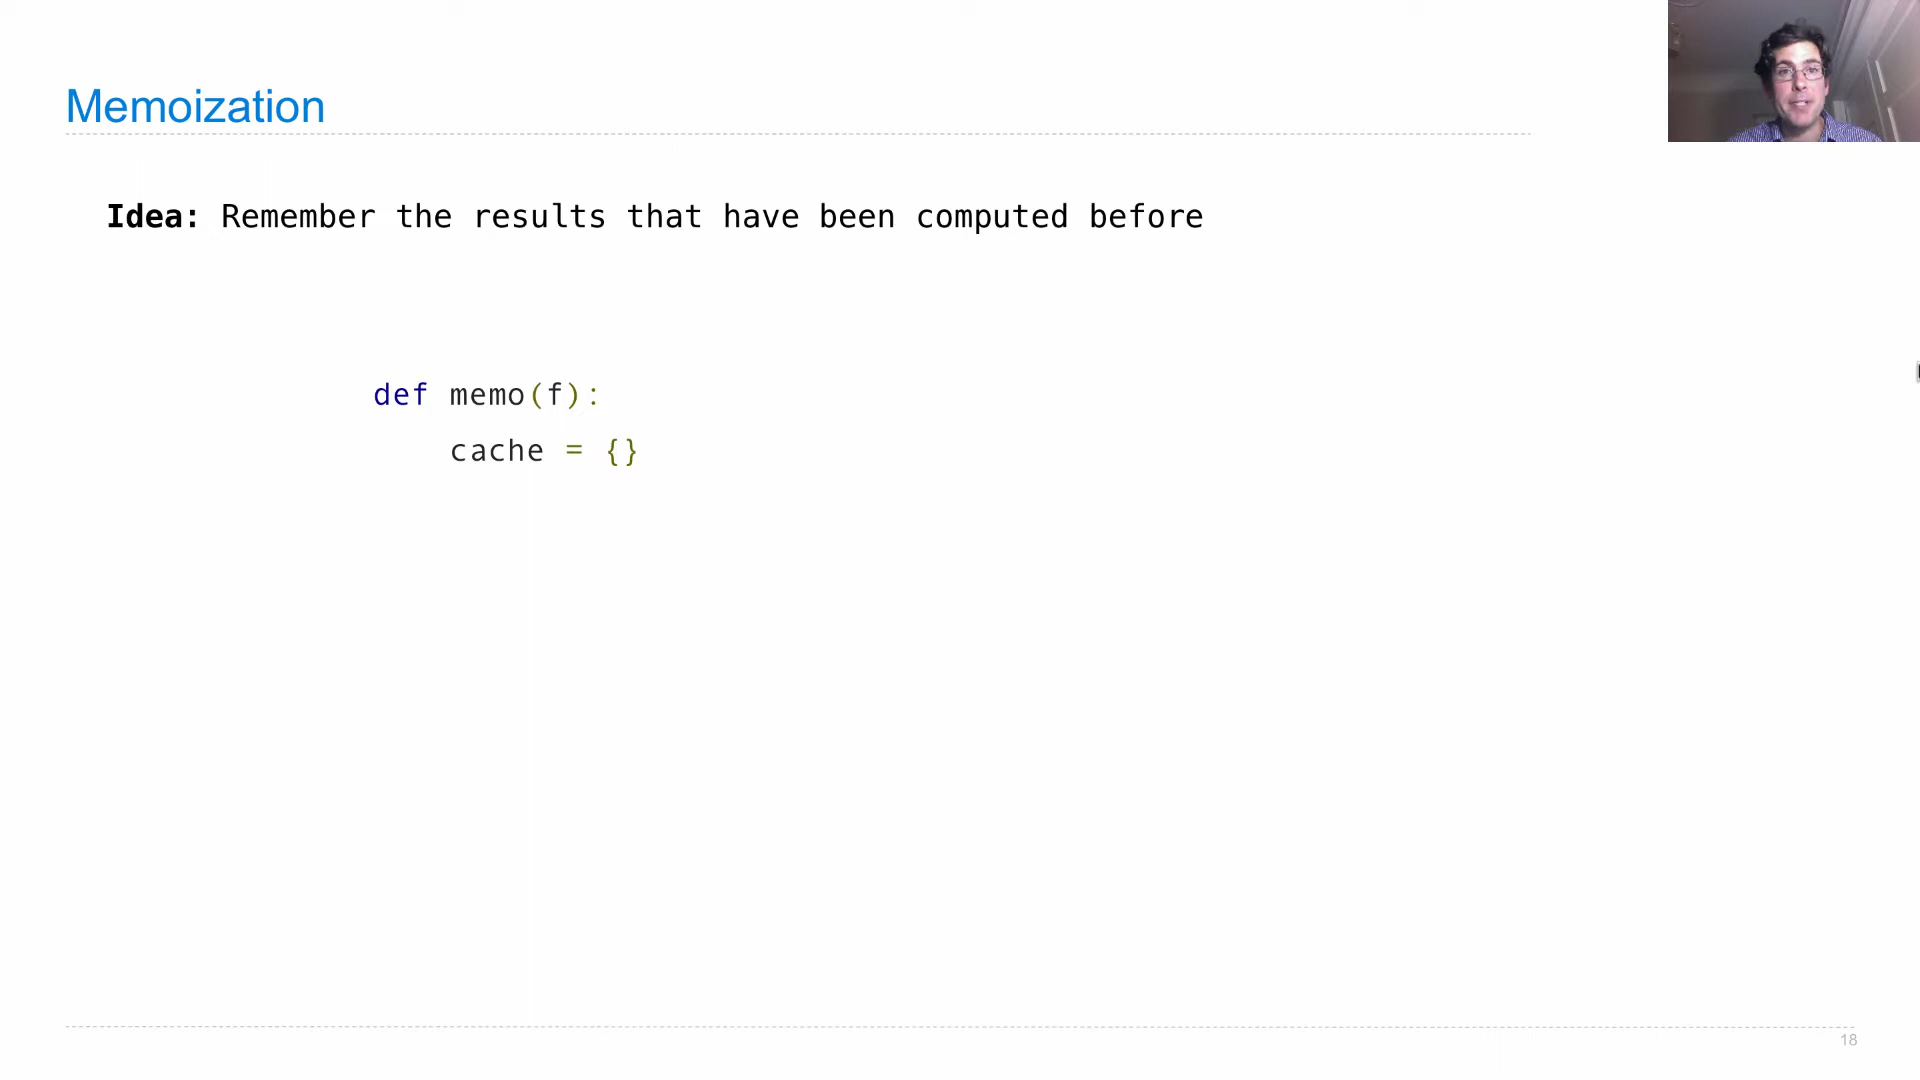 Memoization
Idea: Remember the results that have been computed before
def memo(f):
    cache = {}
18